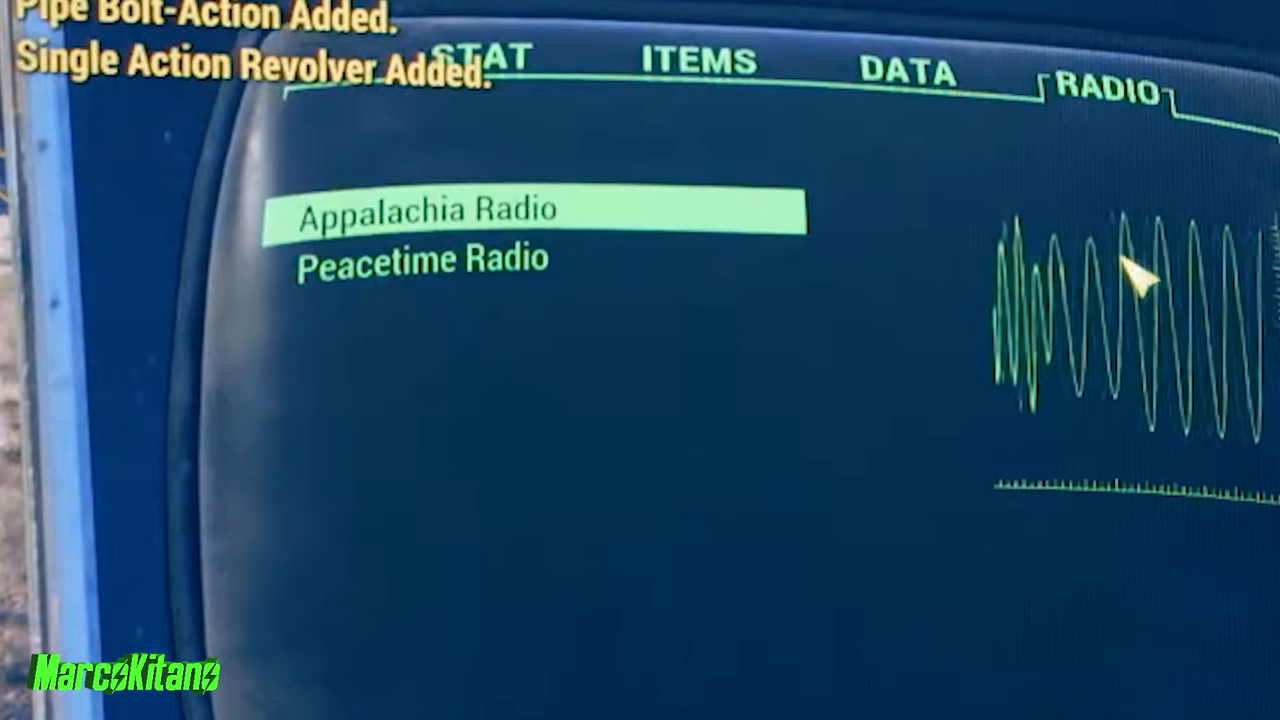 Pipe Bolt-Action Added.
Single Action Revolver Added.
STAT ITEMS DATA RADIO
Appalachia Radio
Peacetime Radio
MarcoKitano